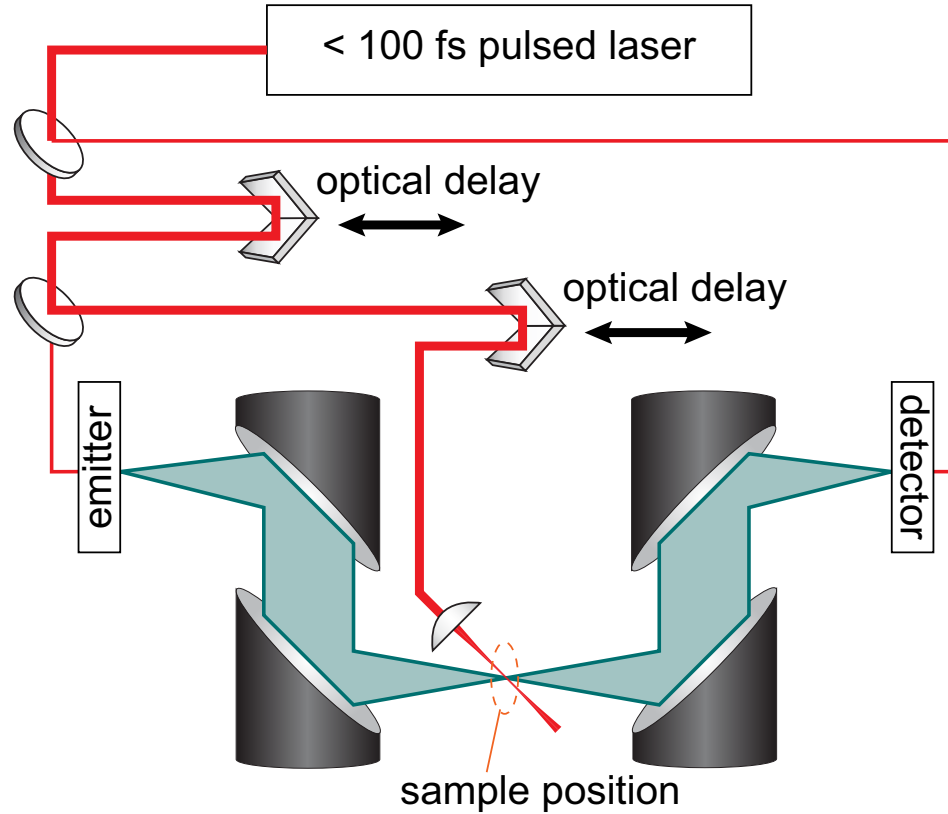 < 100 fs pulsed laser
optical delay
optical delay
emitter
detector
sample position